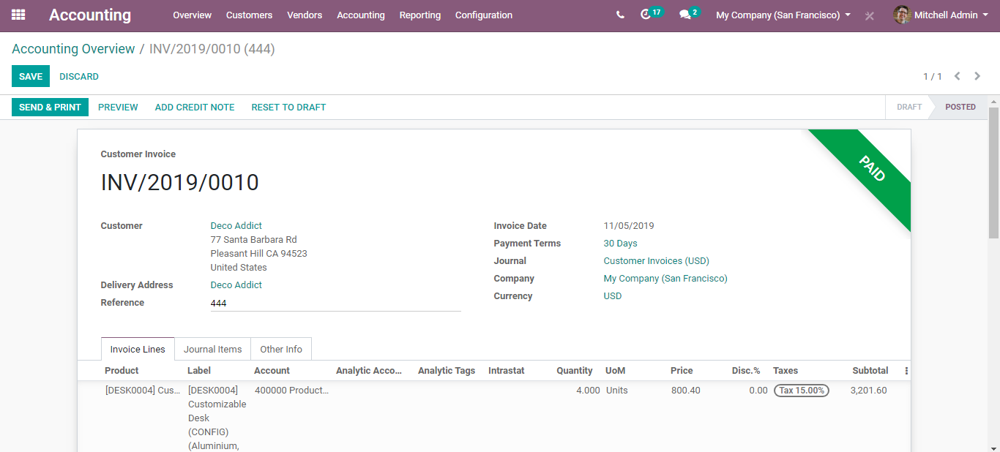 Accounting Overview Customers Vendors Accounting Reporting Configuration 17 2 My Company (San Francisco) Mitchell Admin
Accounting Overview / INV/2019/0010 (444)
SAVE DISCARD 1 / 1
SEND & PRINT PREVIEW ADD CREDIT NOTE RESET TO DRAFT DRAFT POSTED
PAID
Customer Invoice
INV/2019/0010
Customer Deco Addict Invoice Date 11/05/2019
77 Santa Barbara Rd Payment Terms 30 Days
Pleasant Hill CA 94523 Journal Customer Invoices (USD)
United States Company My Company (San Francisco)
Delivery Address Deco Addict Currency USD
Reference 444
Invoice Lines Journal Items Other Info
Product Label Account Analytic Acco... Analytic Tags Intrastat Quantity UoM Price Disc.% Taxes Subtotal
[DESK0004] Cus... [DESK0004] 400000 Product... 4.000 Units 800.40 0.00 Tax 15.00% 3,201.60
Customizable
Desk
(CONFIG)
(Aluminium,